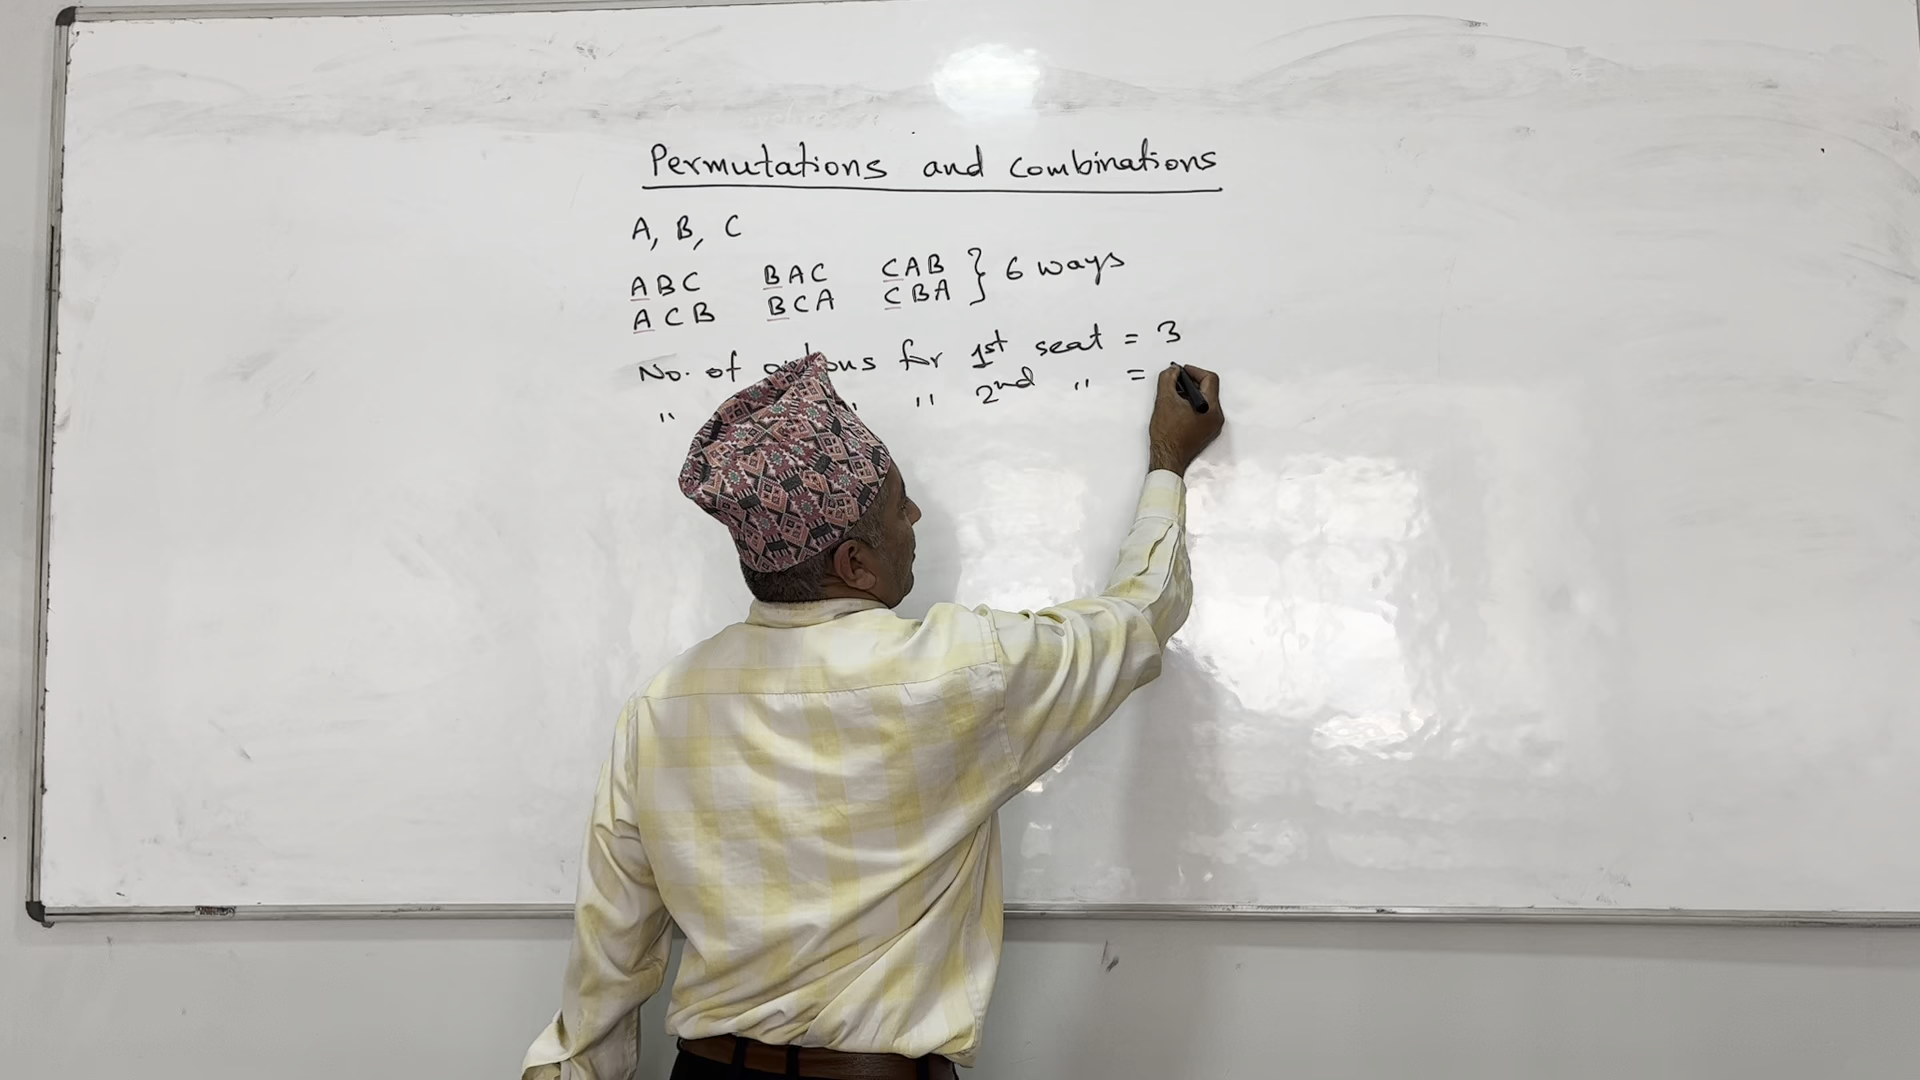 Permutations and Combinations
A, B, C
ABC BAC CAB } 6 ways
ACB BCA CBA
No. of options for 1st seat = 3
" " " 2nd " =